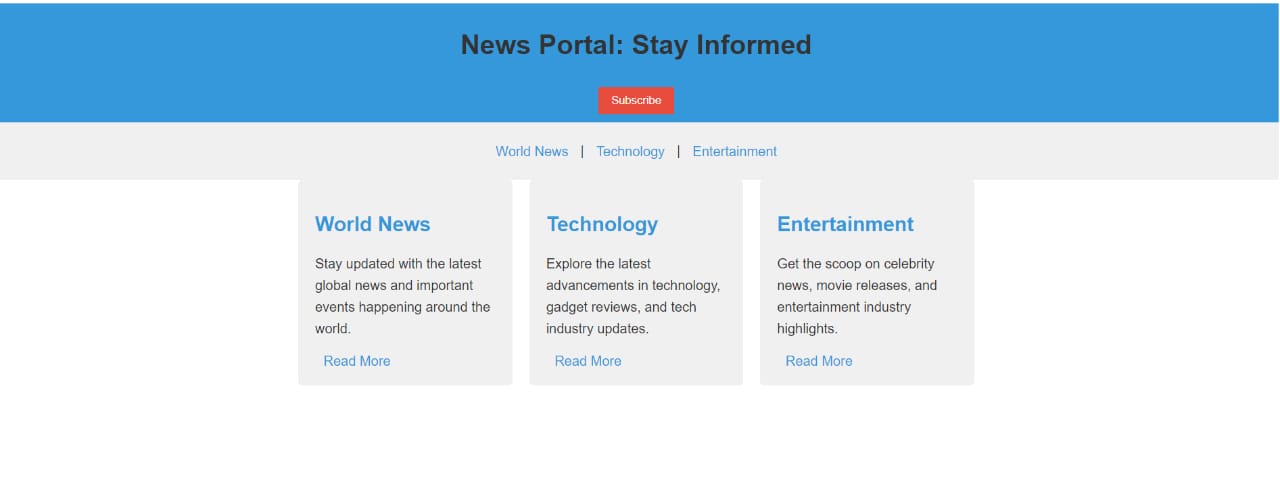 News Portal: Stay Informed
Subscribe
World News | Technology | Entertainment
World News
Stay updated with the latest
global news and important
events happening around the
world.
Read More
Technology
Explore the latest
advancements in technology,
gadget reviews, and tech
industry updates.
Read More
Entertainment
Get the scoop on celebrity
news, movie releases, and
entertainment industry
highlights.
Read More